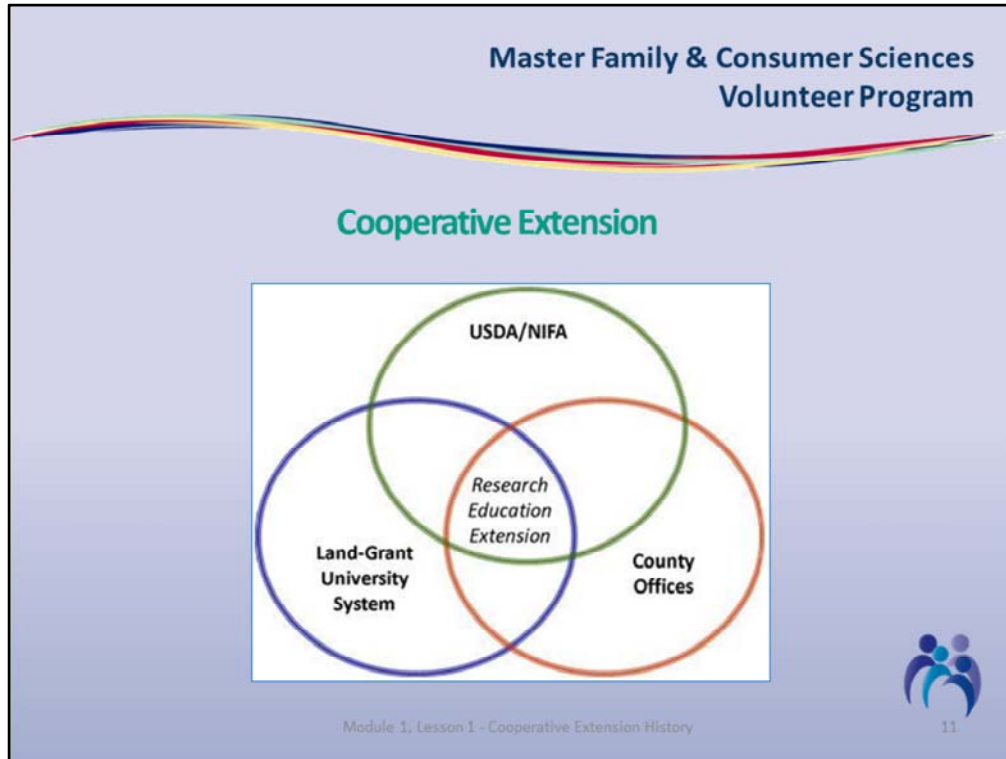 Master Family & Consumer Sciences
Volunteer Program
Cooperative Extension
USDA/NIFA
Research
Education
Extension
Land-Grant
University
System
County
Offices
Module 1, Lesson 1 - Cooperative Extension History
11